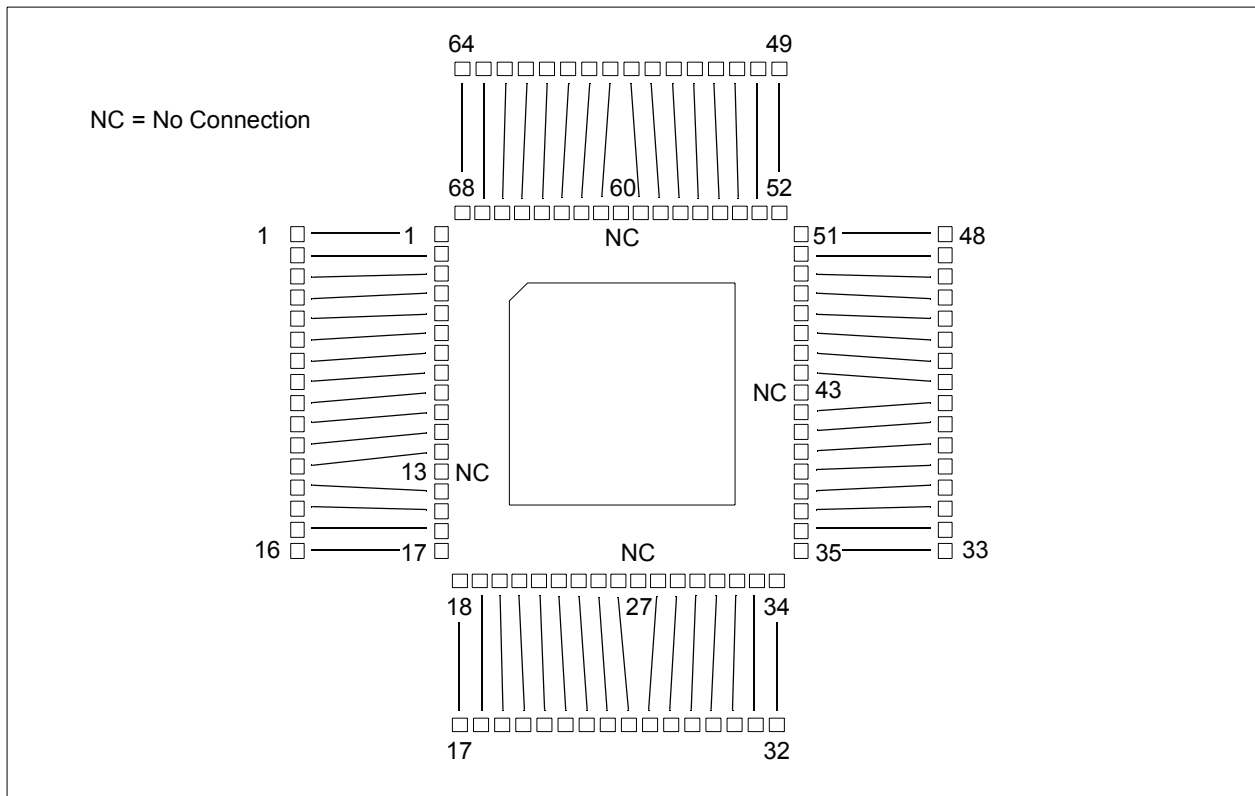 64 49
NC = No Connection
68 60 52
1 1 NC 51 48
NC 43
13 NC
16 17 NC 35 33
18 27 34
17 32